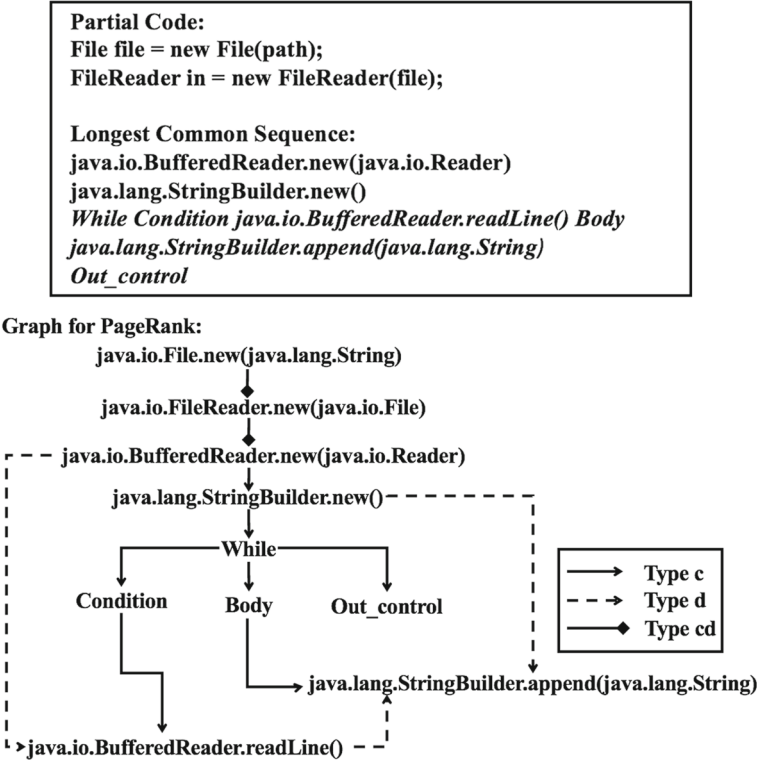 Partial Code:
File file = new File(path);
FileReader in = new FileReader(file);
Longest Common Sequence:
java.io.BufferedReader.new(java.io.Reader)
java.lang.StringBuilder.new()
While Condition java.io.BufferedReader.readLine() Body
java.lang.StringBuilder.append(java.lang.String)
Out_control
Graph for PageRank:
java.io.File.new(java.lang.String)
java.io.FileReader.new(java.io.File)
java.io.BufferedReader.new(java.io.Reader)
java.lang.StringBuilder.new()
While
Condition
Body
Out_control
Type c
Type d
Type cd
java.lang.StringBuilder.append(java.lang.String)
java.io.BufferedReader.readLine()